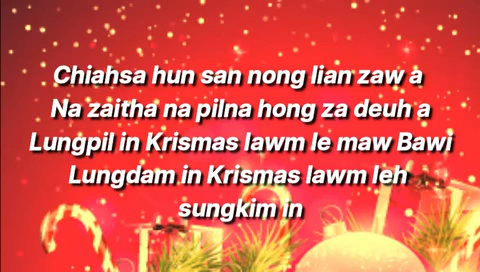 Chiahsa hun san nong lian zaw a
Na zaitha na pilna hong za deuh a
Lungpil in Krismas lawm le maw Bawi
Lungdam in Krismas lawm leh
sungkim in